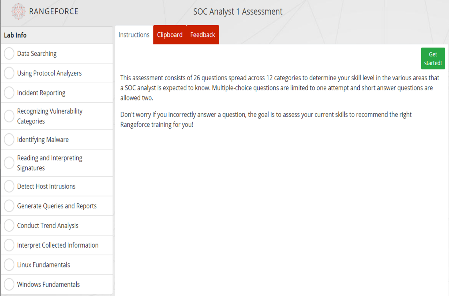 RANGEFORCE
SOC Analyst 1 Assessment
Lab Info
Data Searching
Using Protocol Analyzers
Incident Reporting
Recognizing Vulnerability
Categories
Identifying Malware
Reading and Interpreting
Signatures
Detect Host Intrusions
Generate Queries and Reports
Conduct Trend Analysis
Interpret Collected Information
Linux Fundamentals
Windows Fundamentals
Instructions
Clipboard
Feedback
Get
started!
This assessment consists of 26 questions spread across 12 categories to determine your skill level in the various areas that
a SOC analyst is expected to know. Multiple-choice questions are limited to one attempt and short answer questions are
allowed two.
Don't worry if you incorrectly answer a question, the goal is to assess your current skills to recommend the right
Rangeforce training for you!